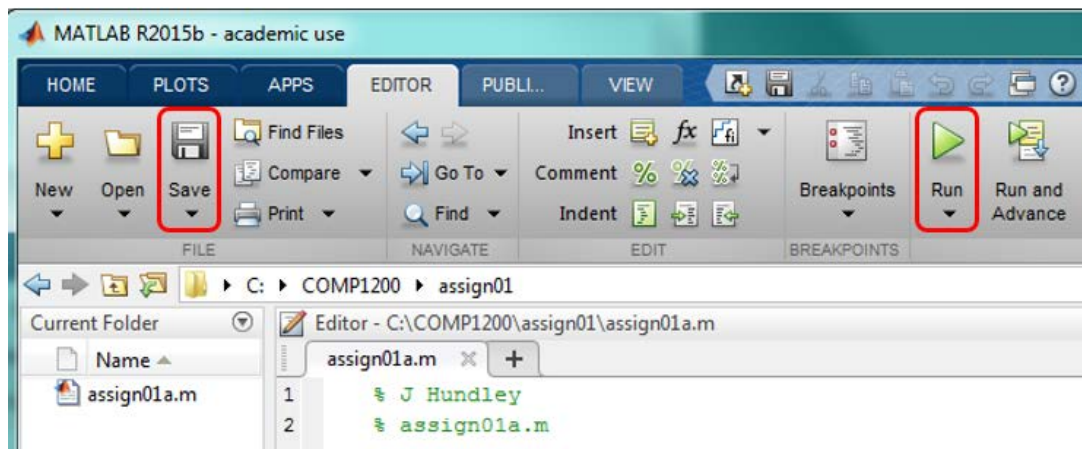 MATLAB R2015b - academic use
HOME PLOTS APPS EDITOR PUBLI... VIEW
Find Files Insert fx
New Open Save Compare Go To Comment Breakpoints Run Run and Advance
Print Find Indent
FILE NAVIGATE EDIT BREAKPOINTS
C: COMP1200 assign01
Current Folder Editor - C:\COMP1200\assign01\assign01a.m
Name assign01a.m
assign01a.m 1 % J Hundley
2 % assign01a.m